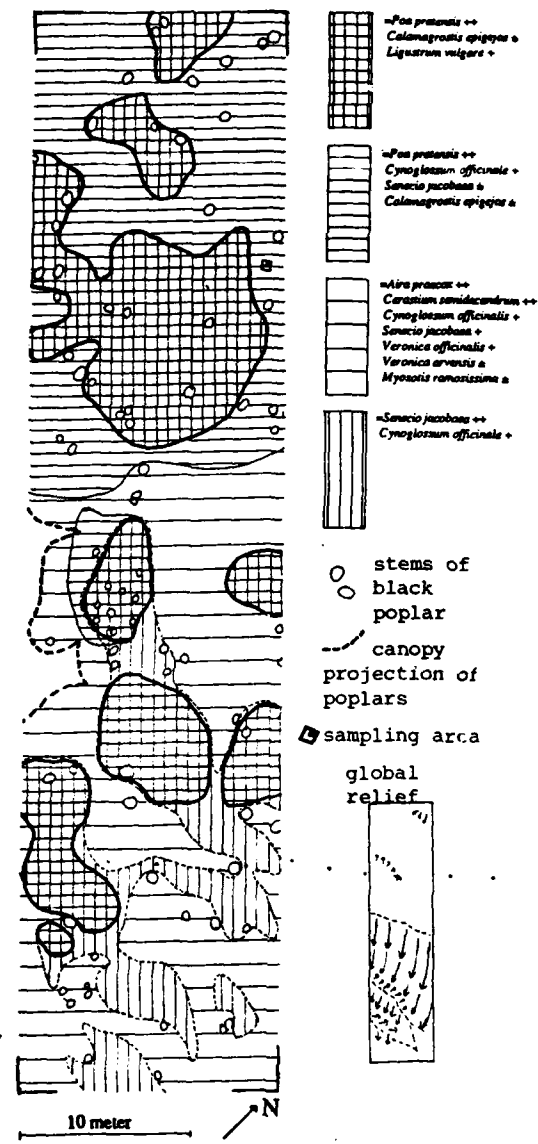 =Poa pratensis ++
Calamagrostis epigejos ±
Ligustrum vulgare +
=Poa pratensis ++
Cynoglossum officinale +
Senecio jacobaea ±
Calamagrostis epigejos ±
=Aira praecox ++
Cerastium semidecandrum ++
Cynoglossum officinalis +
Senecio jacobaea +
Veronica officinalis +
Veronica arvensis ±
Myosotis ramosissima ±
=Senecio jacobaea ++
Cynoglossum officinale +
stems of
black
poplar
canopy
projection of
poplars
L sampling area
global
relief
N
10 meter